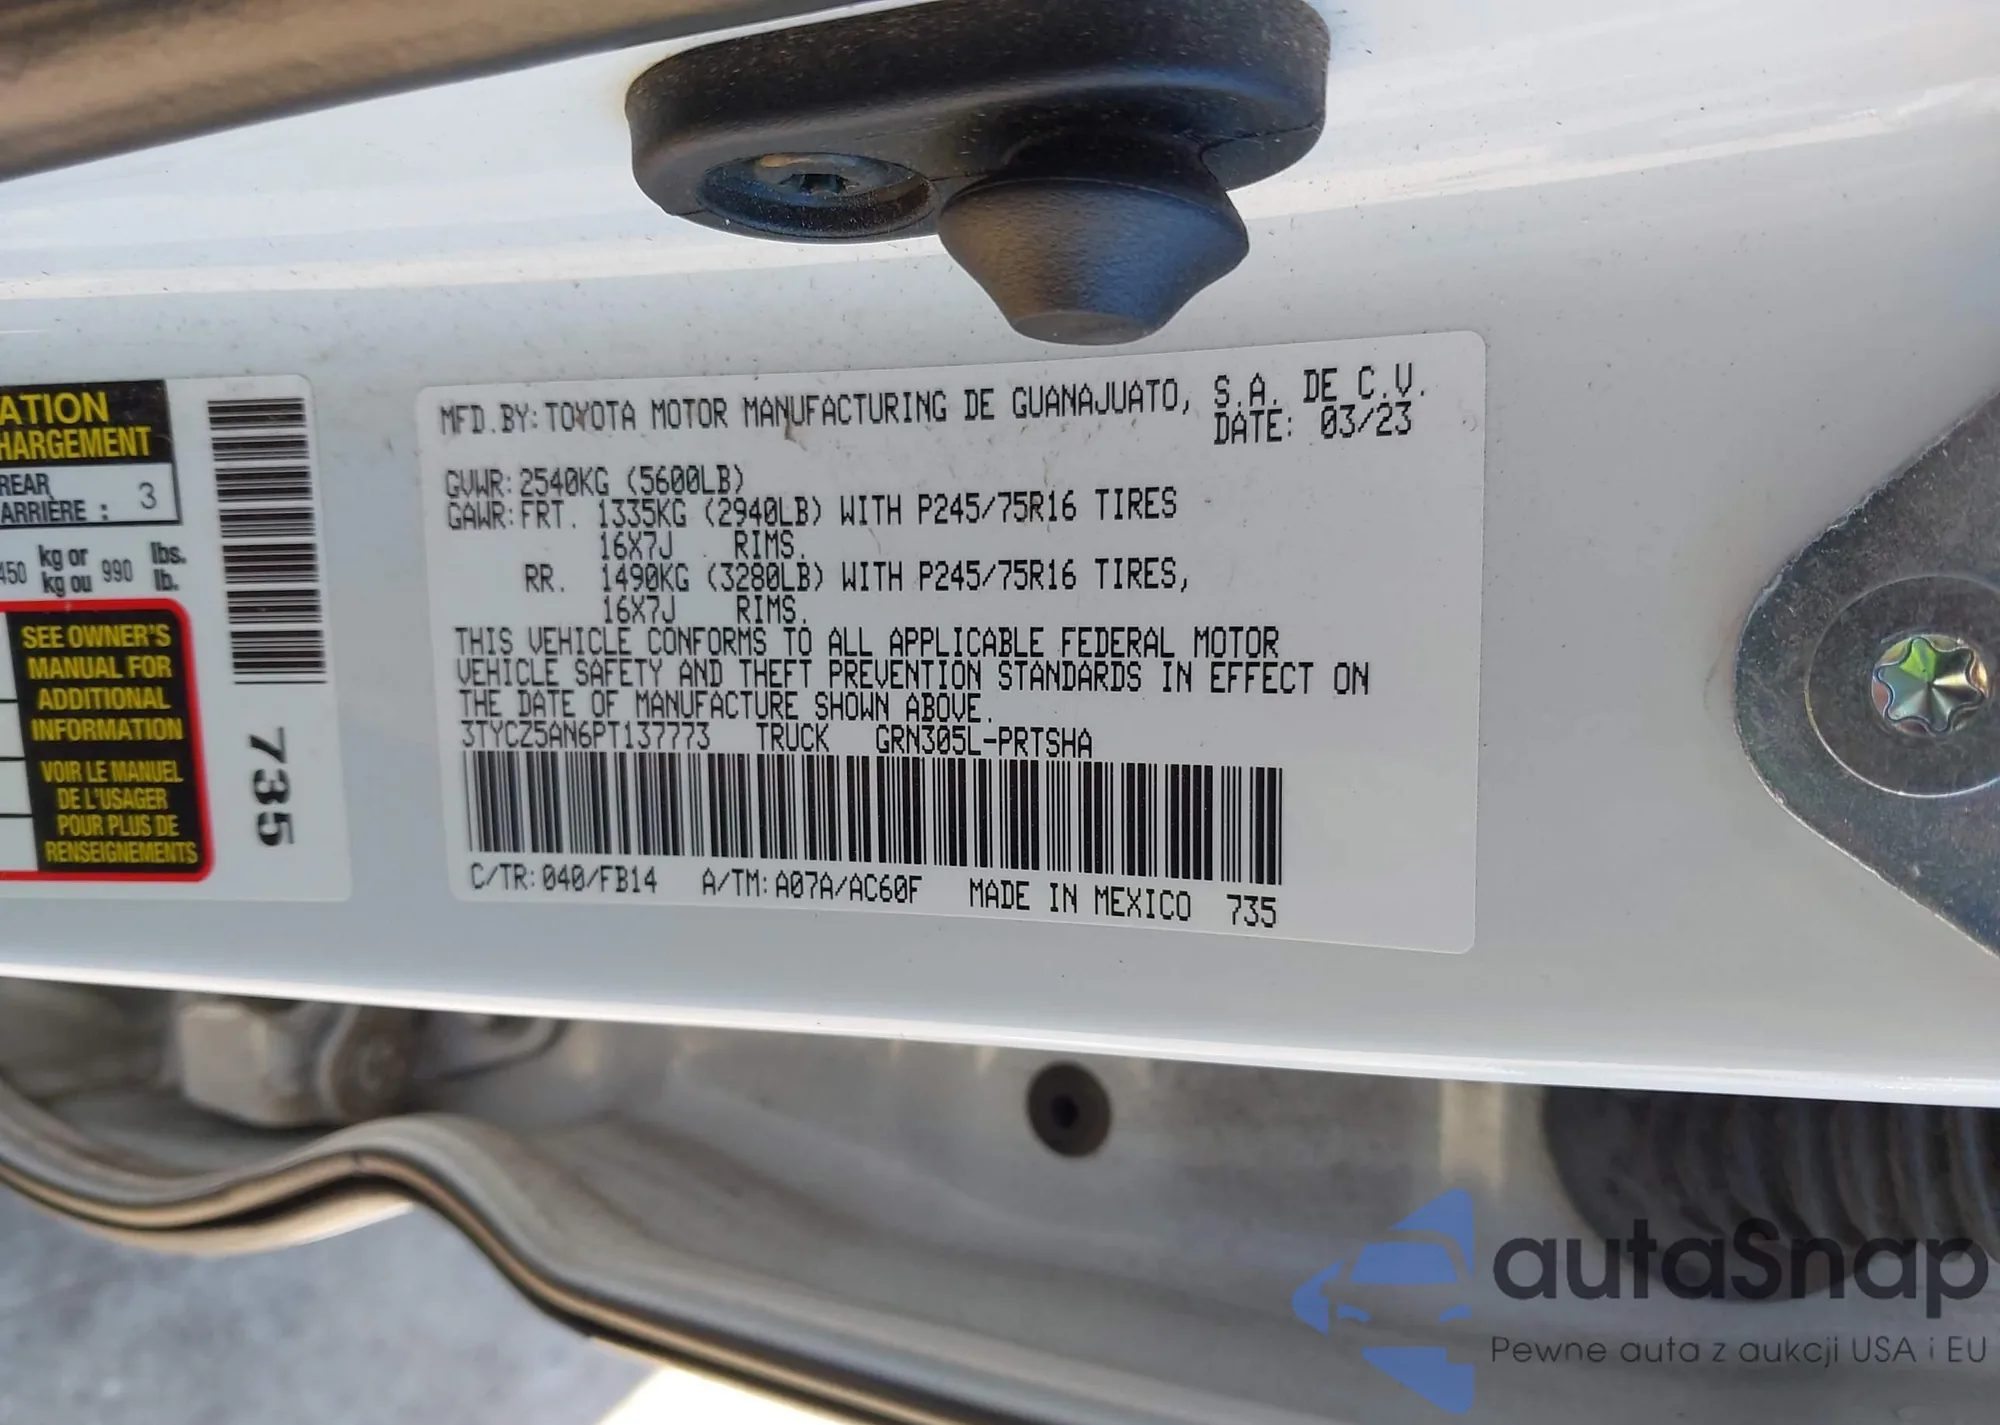 ATION
HARGEMENT
REAR
ARRIÈRE : 3
450 kg or 990 lbs.
kg ou lb.
SEE OWNER'S
MANUAL FOR
ADDITIONAL
INFORMATION
VOIR LE MANUEL
DE L'USAGER
POUR PLUS DE
RENSEIGNEMENTS
735
MFD.BY:TOYOTA MOTOR MANUFACTURING DE GUANAJUATO, S.A. DE C.V.
DATE: 03/23
GVWR:2540KG (5600LB)
GAWR:FRT. 1335KG (2940LB) WITH P245/75R16 TIRES
16X7J RIMS.
RR. 1490KG (3280LB) WITH P245/75R16 TIRES,
16X7J RIMS.
THIS VEHICLE CONFORMS TO ALL APPLICABLE FEDERAL MOTOR
VEHICLE SAFETY AND THEFT PREVENTION STANDARDS IN EFFECT ON
THE DATE OF MANUFACTURE SHOWN ABOVE.
3TYCZ5AN6PT137773 TRUCK GRN305L-PRTSHA
C/TR:040/FB14 A/TM:A07A/AC60F MADE IN MEXICO 735
autaSnap
Pewne auta z aukcji USA i EU